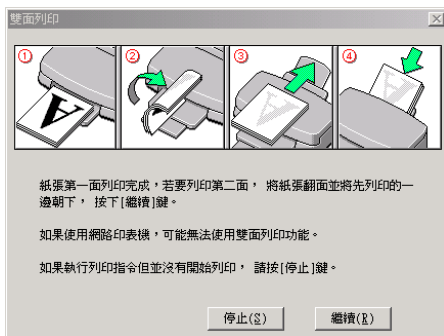 雙面列印
① ② ③ ④
A A
紙張第一面列印完成，若要列印第二面， 將紙張翻面並將先列印的一
邊朝下， 按下[繼續]鍵。
如果使用網路印表機，可能無法使用雙面列印功能。
如果執行列印指令但並沒有開始列印， 請按[停止]鍵。
停止(S) 繼續(R)